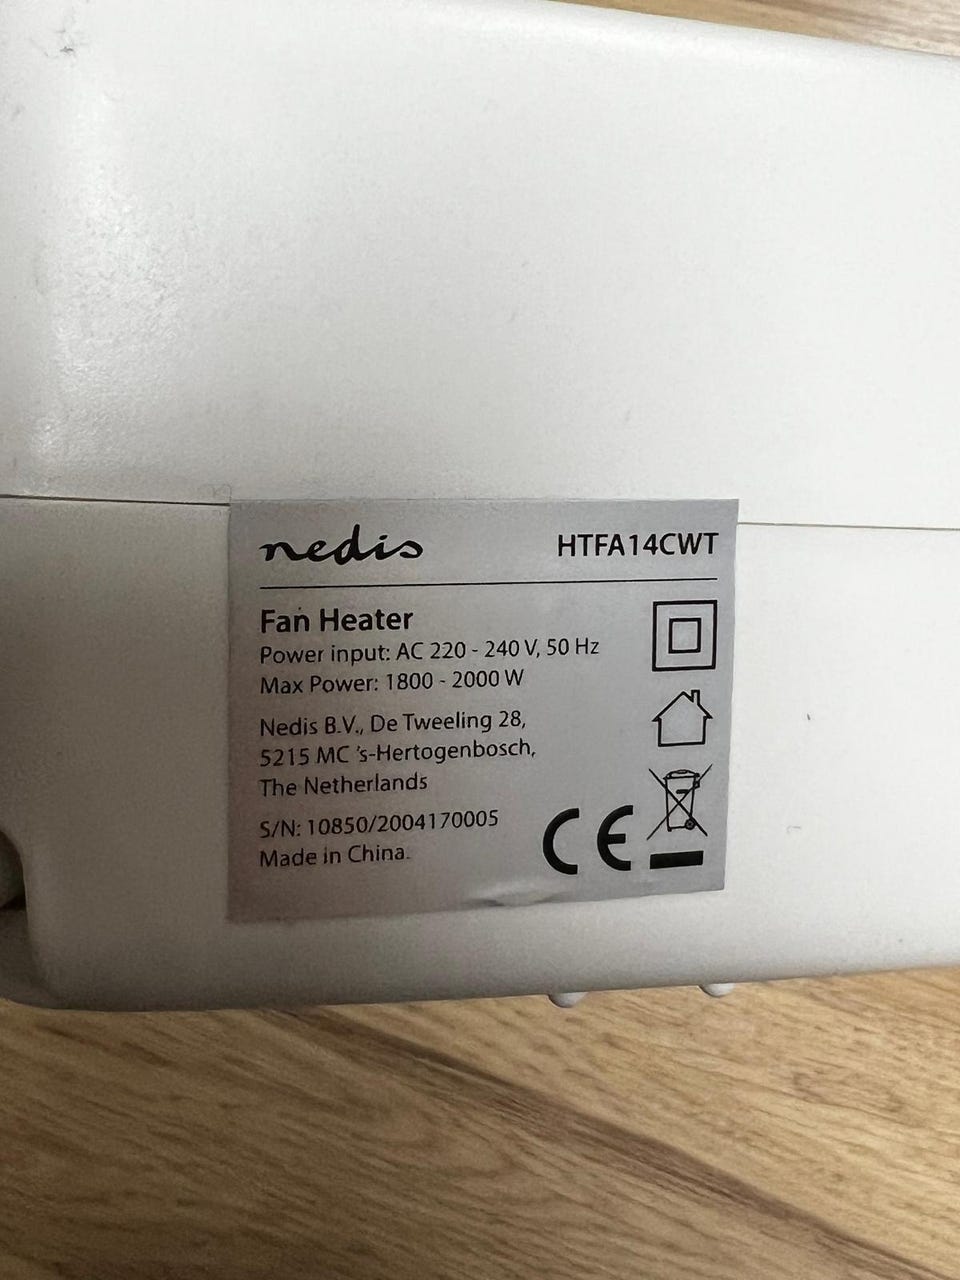 nedis HTFA14CWT
Fan Heater
Power input: AC 220 - 240 V, 50 Hz
Max Power: 1800 - 2000 W
Nedis B.V., De Tweeling 28,
5215 MC 's-Hertogenbosch,
The Netherlands
S/N: 10850/2004170005
Made in China.
CE